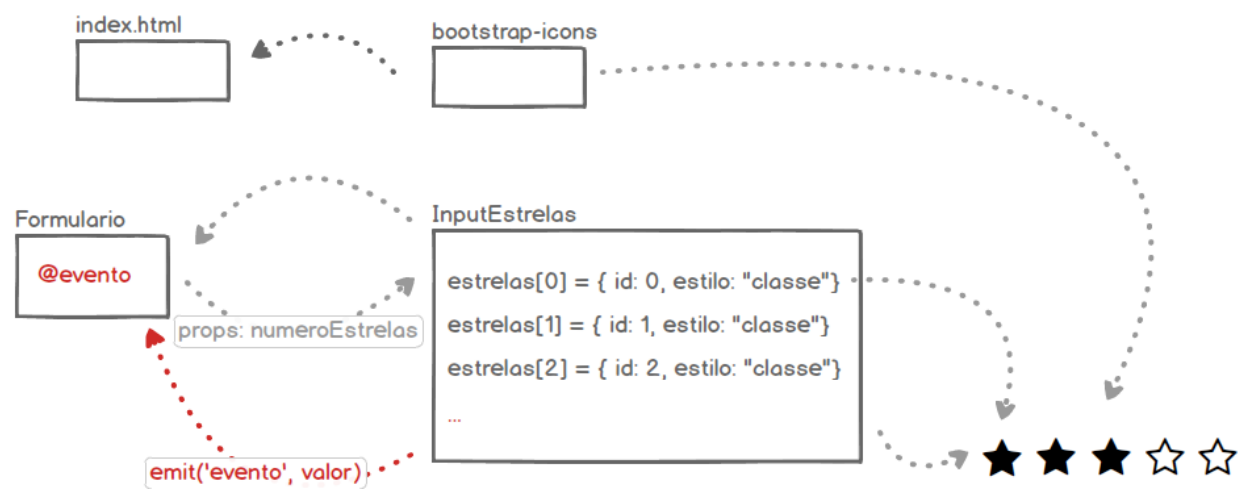 index.html
bootstrap-icons
Formulario
@evento
props: numeroEstrelas
InputEstrelas
estrelas[0] = { id: 0, estilo: "classe"}
estrelas[1] = { id: 1, estilo: "classe"}
estrelas[2] = { id: 2, estilo: "classe"}
...
emit('evento', valor)